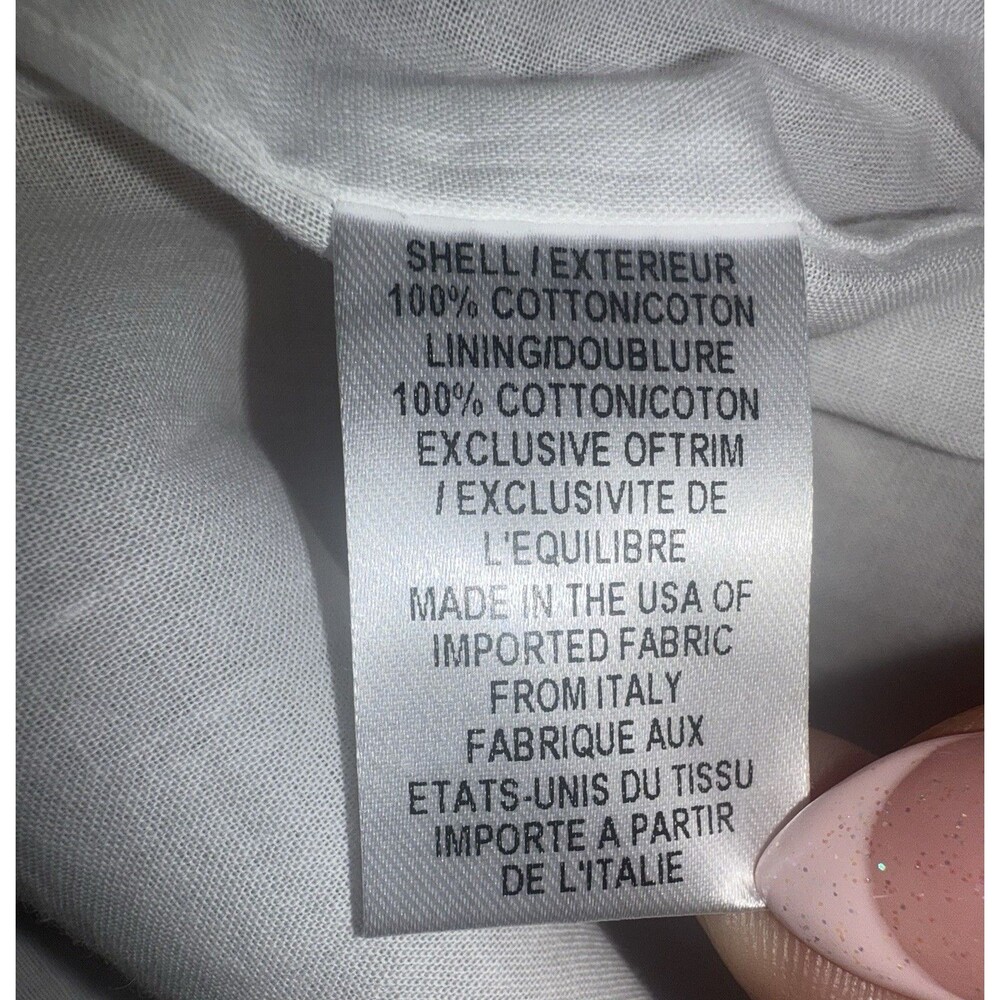 SHELL / EXTERIEUR
100% COTTON/COTON
LINING/DOUBLURE
100% COTTON/COTON
EXCLUSIVE OFTRIM
/ EXCLUSIVITE DE
L'EQUILIBRE
MADE IN THE USA OF
IMPORTED FABRIC
FROM ITALY
FABRIQUE AUX
ETATS-UNIS DU TISSU
IMPORTE A PARTIR
DE L'ITALIE